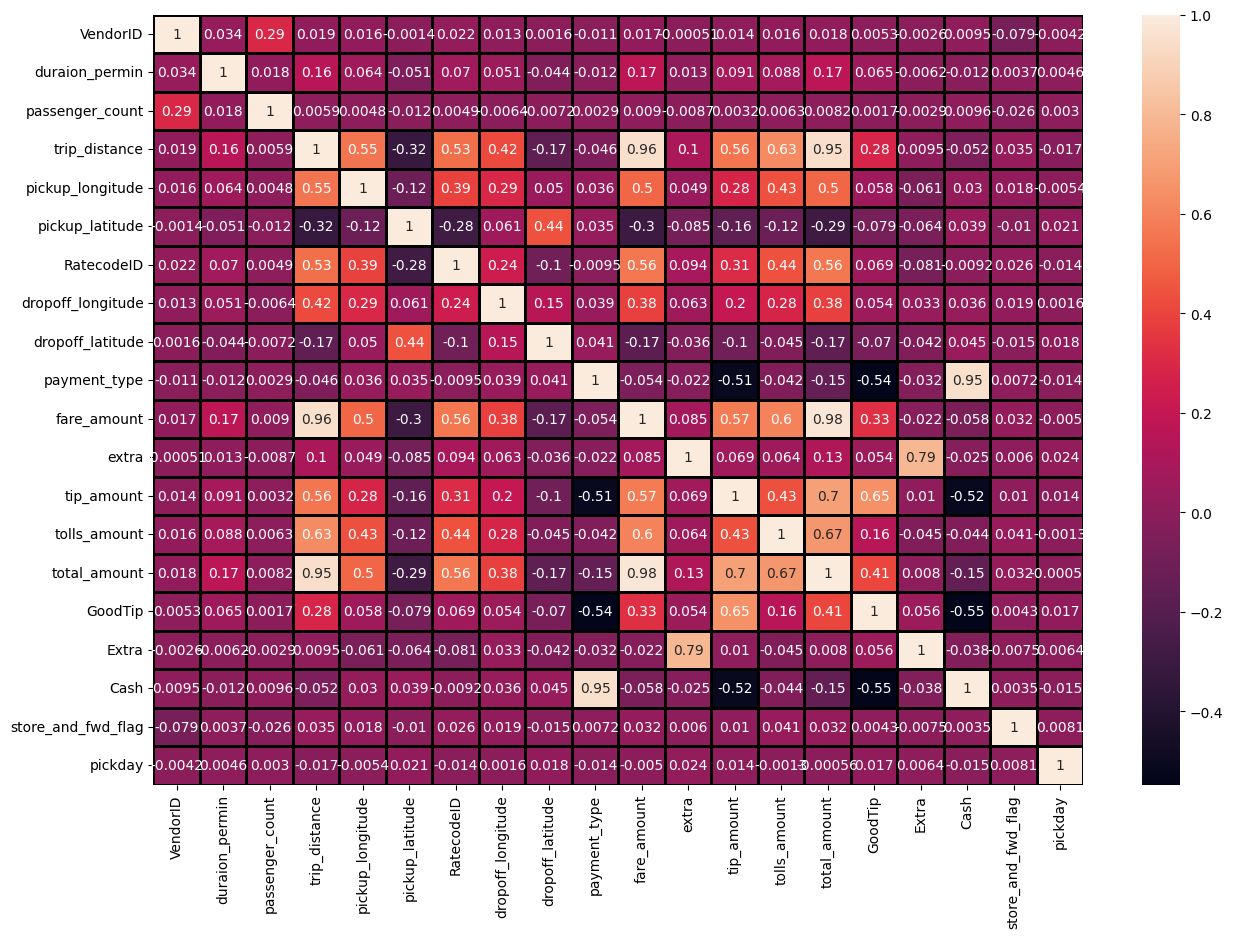 VendorID 1 0.034 0.29 0.019 0.016 -0.0014 0.022 0.013 0.0016 -0.011 0.017 -0.00051 0.014 0.016 0.018 0.0053 -0.0026 0.0095 -0.079 -0.0042
duraion_permin 0.034 1 0.018 0.16 0.064 -0.051 0.07 0.051 -0.044 -0.012 0.17 0.013 0.091 0.088 0.17 0.065 -0.0062 -0.012 0.0037 0.0046
passenger_count 0.29 0.018 1 0.0059 0.0048 -0.012 0.0049 -0.0064 -0.0072 0.0029 0.009 -0.0087 0.0032 0.0063 0.0082 0.0017 -0.0029 0.0096 -0.026 0.003
trip_distance 0.019 0.16 0.0059 1 0.55 -0.32 0.53 0.42 -0.17 -0.046 0.96 0.1 0.56 0.63 0.95 0.28 0.0095 -0.052 0.035 -0.017
pickup_longitude 0.016 0.064 0.0048 0.55 1 -0.12 0.39 0.29 0.05 0.036 0.5 0.049 0.28 0.43 0.5 0.058 -0.061 0.03 0.018 -0.0054
pickup_latitude -0.0014 -0.051 -0.012 -0.32 -0.12 1 -0.28 0.061 0.44 0.035 -0.3 -0.085 -0.16 -0.12 -0.29 -0.079 -0.064 0.039 -0.01 0.021
RatecodeID 0.022 0.07 0.0049 0.53 0.39 -0.28 1 0.24 -0.1 -0.0095 0.56 0.094 0.31 0.44 0.56 0.069 -0.081 -0.0092 0.026 -0.014
dropoff_longitude 0.013 0.051 -0.0064 0.42 0.29 0.061 0.24 1 0.15 0.039 0.38 0.063 0.2 0.28 0.38 0.054 0.033 0.036 0.019 0.0016
dropoff_latitude 0.0016 -0.044 -0.0072 -0.17 0.05 0.44 -0.1 0.15 1 0.041 -0.17 -0.036 -0.1 -0.045 -0.17 -0.07 -0.042 0.045 -0.015 0.018
payment_type -0.011 -0.012 0.0029 -0.046 0.036 0.035 -0.0095 0.039 0.041 1 -0.054 -0.022 -0.51 -0.042 -0.15 -0.54 -0.032 0.95 0.0072 -0.014
fare_amount 0.017 0.17 0.009 0.96 0.5 -0.3 0.56 0.38 -0.17 -0.054 1 0.085 0.57 0.6 0.98 0.33 -0.022 -0.058 0.032 -0.005
extra -0.00051 0.013 -0.0087 0.1 0.049 -0.085 0.094 0.063 -0.036 -0.022 0.085 1 0.069 0.064 0.13 0.054 0.79 -0.025 0.006 0.024
tip_amount 0.014 0.091 0.0032 0.56 0.28 -0.16 0.31 0.2 -0.1 -0.51 0.57 0.069 1 0.43 0.7 0.65 0.01 -0.52 0.01 0.014
tolls_amount 0.016 0.088 0.0063 0.63 0.43 -0.12 0.44 0.28 -0.045 -0.042 0.6 0.064 0.43 1 0.67 0.16 -0.045 -0.044 0.041 -0.0013
total_amount 0.018 0.17 0.0082 0.95 0.5 -0.29 0.56 0.38 -0.17 -0.15 0.98 0.13 0.7 0.67 1 0.41 0.008 -0.15 0.032 -0.00056
GoodTip 0.0053 0.065 0.0017 0.28 0.058 -0.079 0.069 0.054 -0.07 -0.54 0.33 0.054 0.65 0.16 0.41 1 0.056 -0.55 0.0043 0.017
Extra -0.0026 -0.0062 -0.0029 0.0095 -0.061 -0.064 -0.081 0.033 -0.042 -0.032 -0.022 0.79 0.01 -0.045 0.008 0.056 1 -0.038 -0.0075 0.0064
Cash 0.0095 -0.012 0.0096 -0.052 0.03 0.039 -0.0092 0.036 0.045 0.95 -0.058 -0.025 -0.52 -0.044 -0.15 -0.55 -0.038 1 0.0035 -0.015
store_and_fwd_flag -0.079 0.0037 -0.026 0.035 0.018 -0.01 0.026 0.019 -0.015 0.0072 0.032 0.006 0.01 0.041 0.032 0.0043 -0.0075 0.0035 1 0.0081
pickday -0.0042 0.0046 0.003 -0.017 -0.0054 0.021 -0.014 0.0016 0.018 -0.014 -0.005 0.024 0.014 -0.0013 -0.00056 0.017 0.0064 -0.015 0.0081 1
VendorID
duraion_permin
passenger_count
trip_distance
pickup_longitude
pickup_latitude
RatecodeID
dropoff_longitude
dropoff_latitude
payment_type
fare_amount
extra
tip_amount
tolls_amount
total_amount
GoodTip
Extra
Cash
store_and_fwd_flag
pickday
1.0
0.8
0.6
0.4
0.2
0.0
−0.2
−0.4